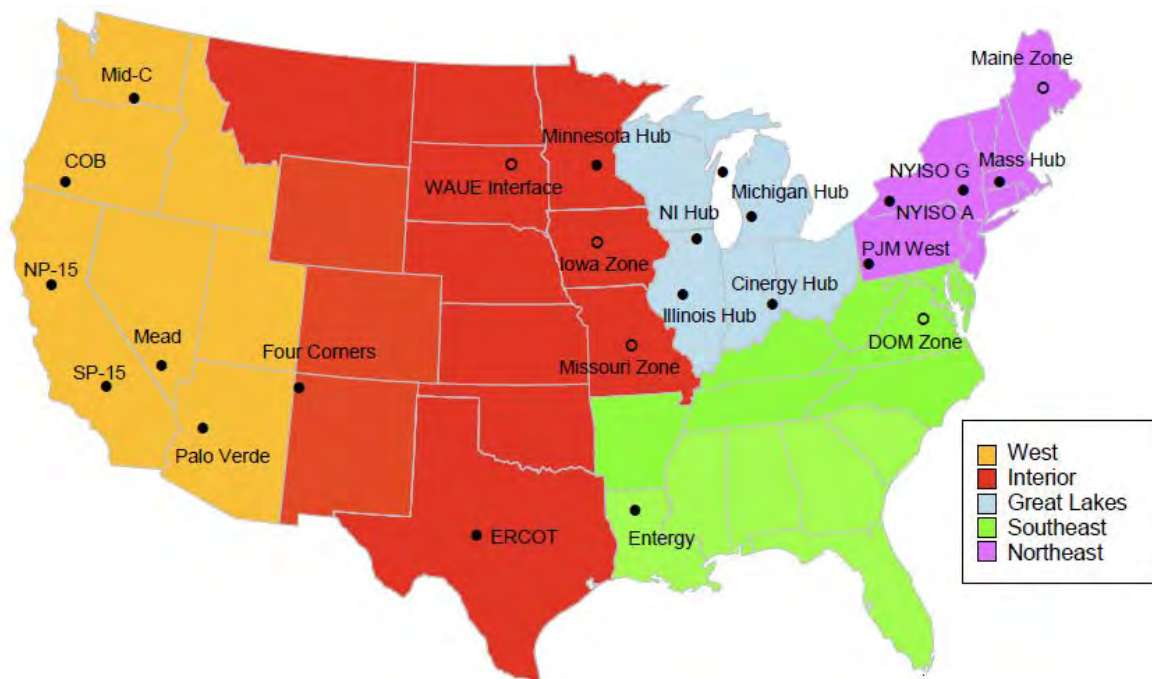 Maine Zone
Mid-C
Minnesota Hub
COB
WAUE Interface
Michigan Hub
NYISO G
Mass Hub
NI Hub
NYISO A
PJM West
Iowa Zone
NP-15
Cinergy Hub
Illinois Hub
Mead
Four Corners
Missouri Zone
DOM Zone
SP-15
Palo Verde
ERCOT
Entergy
West
Interior
Great Lakes
Southeast
Northeast